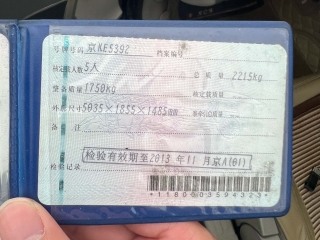 号牌号码 京KE5392 档案编号
核定载人数 5人 总质量 2215kg
整备质量 1750kg 核定载质量 --
外廓尺寸 5035×1855×1485mm 准牵引总质量 --
备注
检验有效期至2013年11月京A(01)
检验记录
*1180003594323*